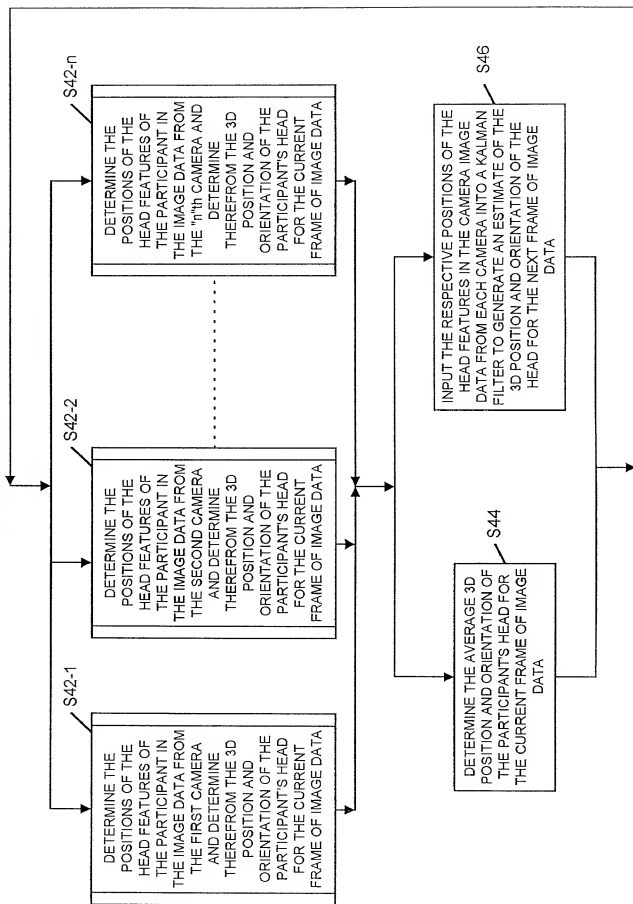 S42-1
DETERMINE THE
POSITIONS OF THE
HEAD FEATURES OF
THE PARTICIPANT IN
THE IMAGE DATA FROM
THE FIRST CAMERA
AND DETERMINE
THEREFROM THE 3D
POSITION AND
ORIENTATION OF THE
PARTICIPANT'S HEAD
FOR THE CURRENT
FRAME OF IMAGE DATA
S42-2
DETERMINE THE
POSITIONS OF THE
HEAD FEATURES OF
THE PARTICIPANT IN
THE IMAGE DATA FROM
THE SECOND CAMERA
AND DETERMINE
THEREFROM THE 3D
POSITION AND
ORIENTATION OF THE
PARTICIPANT'S HEAD
FOR THE CURRENT
FRAME OF IMAGE DATA
S42-n
DETERMINE THE
POSITIONS OF THE
HEAD FEATURES OF
THE PARTICIPANT IN
THE IMAGE DATA FROM
THE "n"th CAMERA AND
DETERMINE
THEREFROM THE 3D
POSITION AND
ORIENTATION OF THE
PARTICIPANT'S HEAD
FOR THE CURRENT
FRAME OF IMAGE DATA
S44
DETERMINE THE AVERAGE 3D
POSITION AND ORIENTATION OF
THE PARTICIPANT'S HEAD FOR
THE CURRENT FRAME OF IMAGE
DATA
S46
INPUT THE RESPECTIVE POSITIONS OF THE
HEAD FEATURES IN THE CAMERA IMAGE
DATA FROM EACH CAMERA INTO A KALMAN
FILTER TO GENERATE AN ESTIMATE OF THE
3D POSITION AND ORIENTATION OF THE
HEAD FOR THE NEXT FRAME OF IMAGE
DATA